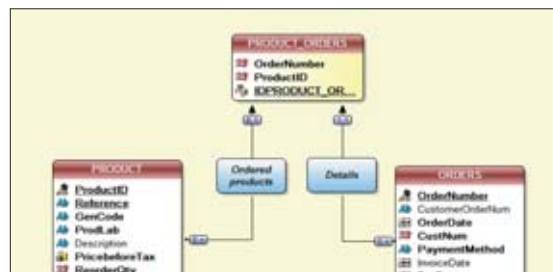 PRODUCT_ORDERS
OrderNumber
ProductID
IDPRODUCT_OR...
PRODUCT
ProductID
Reference
GenCode
ProdLab
Description
PricebeforeTax
ReorderQty
Ordered
products
Details
ORDERS
OrderNumber
CustomerOrderNum
OrderDate
CustNum
PaymentMethod
InvoiceDate